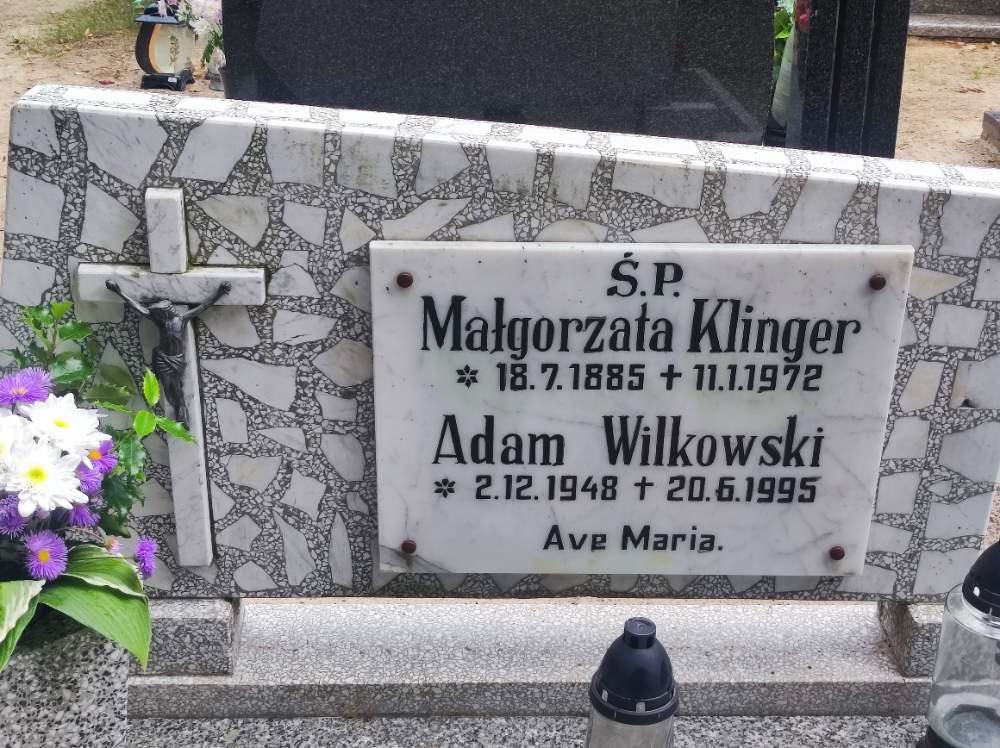 Ś.P.
Małgorzata Klinger
* 18.7.1885 + 11.1.1972
Adam Wilkowski
* 2.12.1948 + 20.6.1995
Ave Maria.